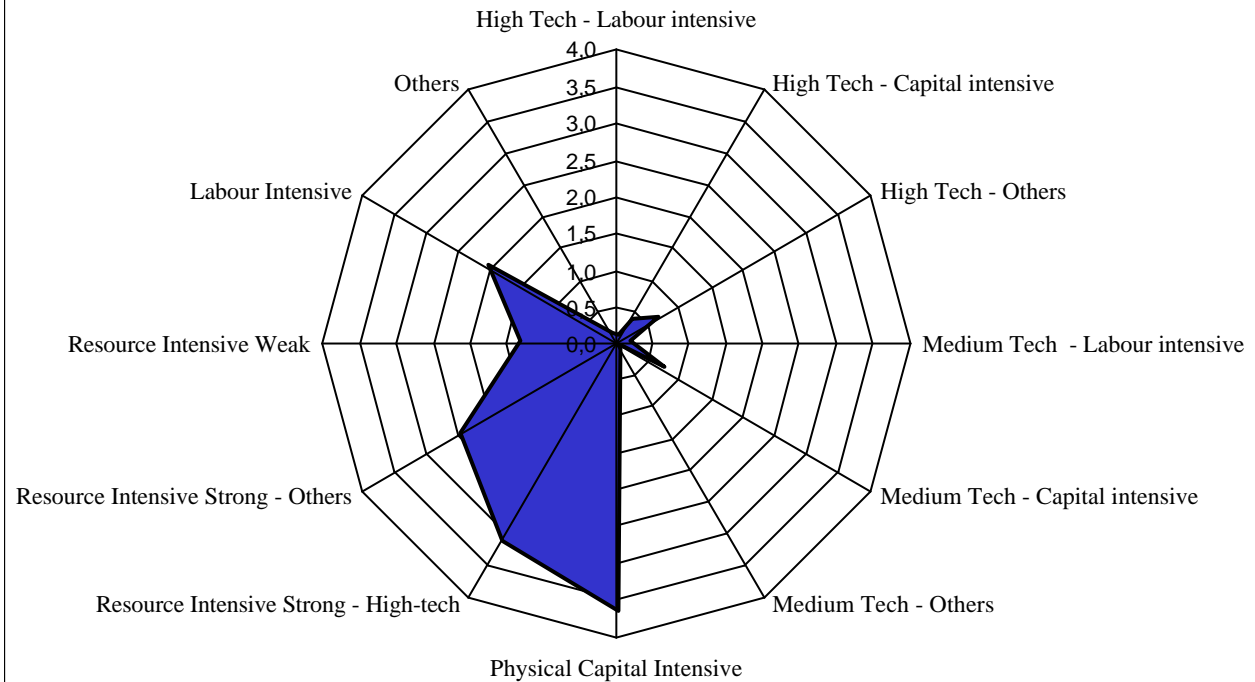 High Tech - Labour intensive
4,0
3,5
3,0
2,5
2,0
1,5
1,0
0,5
0,0
High Tech - Capital intensive
High Tech - Others
Medium Tech  - Labour intensive
Medium Tech - Capital intensive
Medium Tech - Others
Physical Capital Intensive
Resource Intensive Strong - High-tech
Resource Intensive Strong - Others
Resource Intensive Weak
Labour Intensive
Others